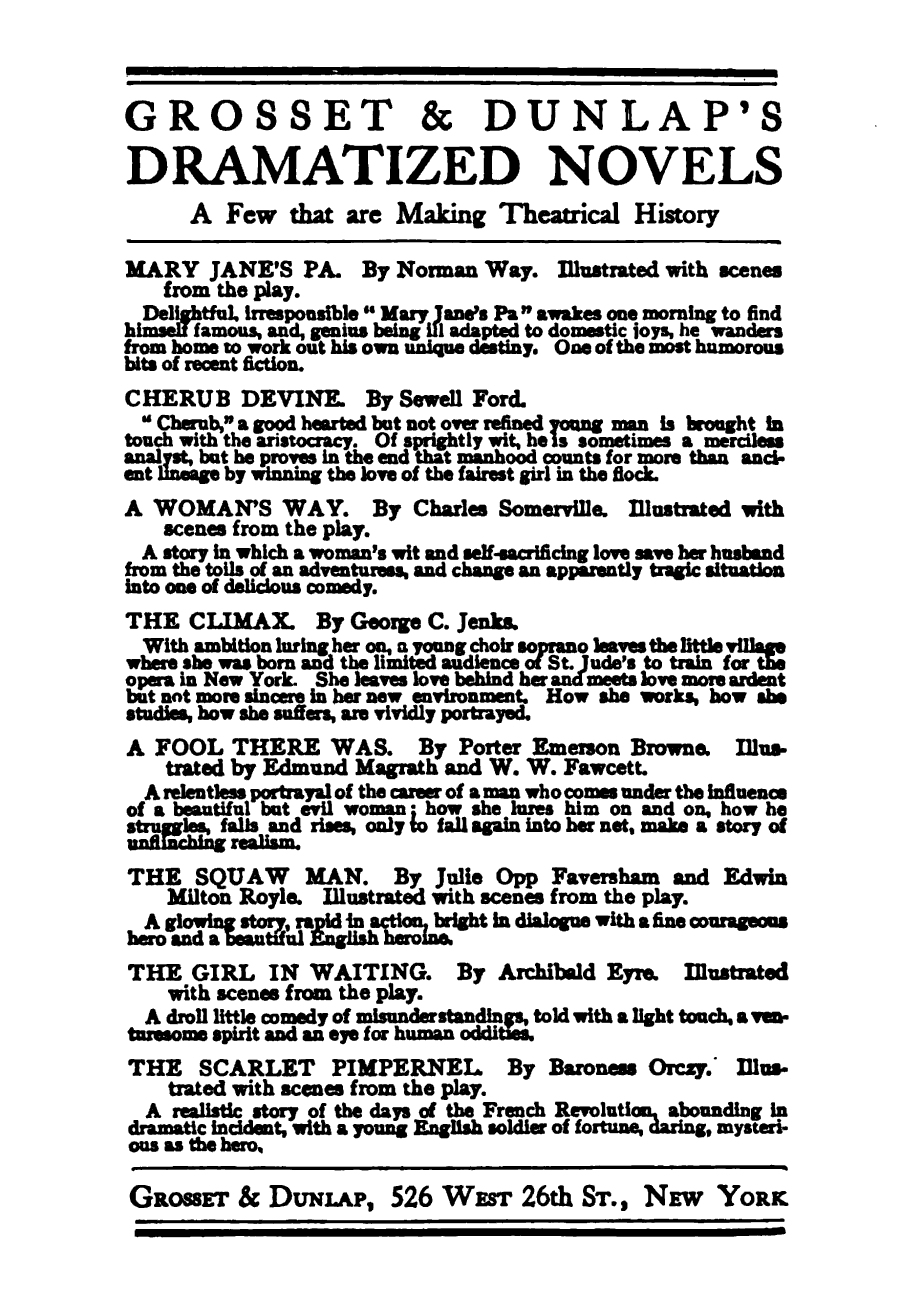 GROSSET & DUNLAP'S
DRAMATIZED NOVELS
A Few that are Making Theatrical History
MARY JANE'S PA. By Norman Way. Illustrated with scenes
from the play.
Delightful, irresponsible "Mary Jane's Pa" awakes one morning to find
himself famous, and, genius being ill adapted to domestic joys, he wanders
from home to work out his own unique destiny. One of the most humorous
bits of recent fiction.
CHERUB DEVINE. By Sewell Ford.
"Cherub," a good hearted but not over refined young man is brought in
touch with the aristocracy. Of sprightly wit, he is sometimes a merciless
analyst, but he proves in the end that manhood counts for more than anci-
ent lineage by winning the love of the fairest girl in the flock.
A WOMAN'S WAY. By Charles Somerville. Illustrated with
scenes from the play.
A story in which a woman's wit and self-sacrificing love save her husband
from the toils of an adventuress, and change an apparently tragic situation
into one of delicious comedy.
THE CLIMAX. By George C. Jenks.
With ambition luring her on, a young choir soprano leaves the little village
where she was born and the limited audience of St. Jude's to train for the
opera in New York. She leaves love behind her and meets love more ardent
but not more sincere in her new environment. How she works, how she
studies, how she suffers, are vividly portrayed.
A FOOL THERE WAS. By Porter Emerson Browne. Illus-
trated by Edmund Magrath and W. W. Fawcett.
A relentless portrayal of the career of a man who comes under the influence
of a beautiful but evil woman; how she lures him on and on, how he
struggles, falls and rises, only to fall again into her net, make a story of
unflinching realism.
THE SQUAW MAN. By Julie Opp Faversham and Edwin
Milton Royle. Illustrated with scenes from the play.
A glowing story, rapid in action, bright in dialogue with a fine courageous
hero and a beautiful English heroine.
THE GIRL IN WAITING. By Archibald Eyre. Illustrated
with scenes from the play.
A droll little comedy of misunderstandings, told with a light touch, a ven-
turesome spirit and an eye for human oddities.
THE SCARLET PIMPERNEL. By Baroness Orczy. Illus-
trated with scenes from the play.
A realistic story of the days of the French Revolution, abounding in
dramatic incident, with a young English soldier of fortune, daring, mysteri-
ous as the hero.
GROSSET & DUNLAP, 526 WEST 26th ST., NEW YORK